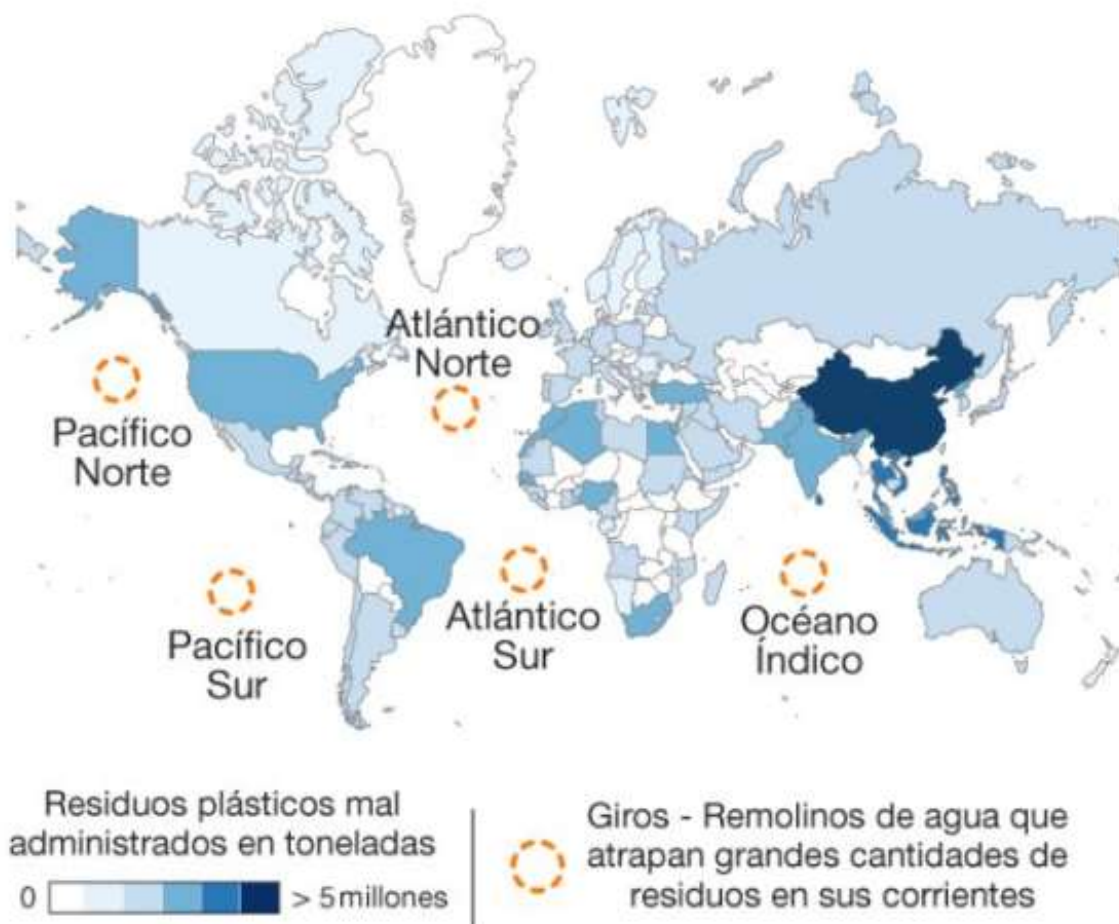 Atlántico
Norte
Pacífico
Norte
Pacífico
Sur
Atlántico
Sur
Océano
Índico
Residuos plásticos mal
administrados en toneladas
0 > 5 millones
Giros - Remolinos de agua que
atrapan grandes cantidades de
residuos en sus corrientes